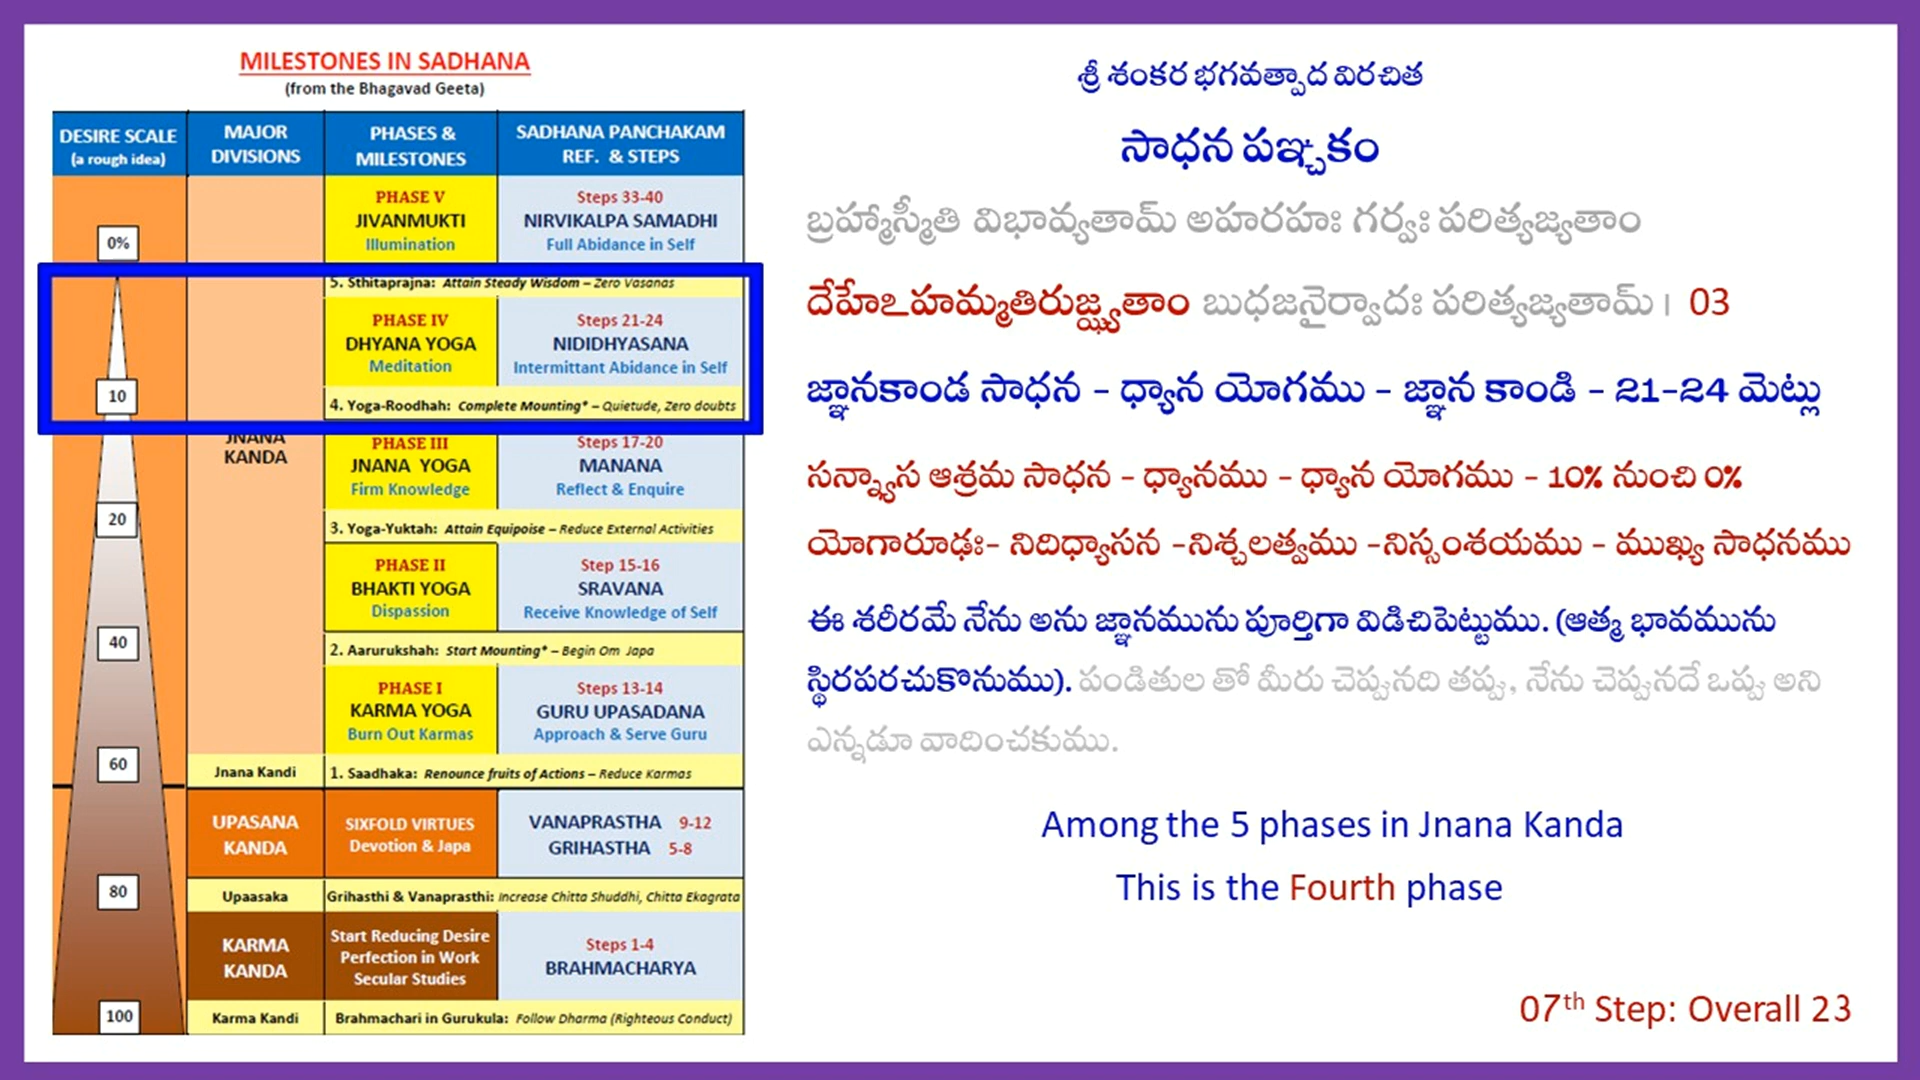 MILESTONES IN SADHANA
(from the Bhagavad Geeta)
DESIRE SCALE
(a rough idea)
MAJOR
DIVISIONS
PHASES &
MILESTONES
SADHANA PANCHAKAM
REF. & STEPS
0%
PHASE V
JIVANMUKTI
Illumination
Steps 33-40
NIRVIKALPA SAMADHI
Full Abidance in Self
5. Sthitaprajna: Attain Steady Wisdom – Zero Vasanas
PHASE IV
DHYANA YOGA
Meditation
Steps 21-24
NIDIDHYASANA
Intermittant Abidance in Self
10
4. Yoga-Roodhah: Complete Mounting* – Quietude, Zero doubts
JNANA
KANDA
PHASE III
JNANA YOGA
Firm Knowledge
Steps 17-20
MANANA
Reflect & Enquire
20
3. Yoga-Yuktah: Attain Equipoise – Reduce External Activities
PHASE II
BHAKTI YOGA
Dispassion
Step 15-16
SRAVANA
Receive Knowledge of Self
40
2. Aarurukshah: Start Mounting* – Begin Om Japa
PHASE I
KARMA YOGA
Burn Out Karmas
Steps 13-14
GURU UPASADANA
Approach & Serve Guru
60
Jnana Kandi
1. Saadhaka: Renounce fruits of Actions – Reduce Karmas
UPASANA
KANDA
SIXFOLD VIRTUES
Devotion & Japa
VANAPRASTHA 9-12
GRIHASTHA 5-8
80
Upaasaka
Grihasthi & Vanaprasthi: Increase Chitta Shuddhi, Chitta Ekagrata
KARMA
KANDA
Start Reducing Desire
Perfection in Work
Secular Studies
Steps 1-4
BRAHMACHARYA
100
Karma Kandi
Brahmachari in Gurukula: Follow Dharma (Righteous Conduct)
శ్రీ శంకర భగవత్పాద విరచిత
సాధన పఞ్చకం
బ్రహ్మాస్మీతి విభావ్యతామ్ అహరహః గర్వః పరిత్యజ్యతాం
దేహేఽహమ్మతిరుజ్ఝ్యతాం బుధజనైర్వాదః పరిత్యజ్యతామ్। 03
జ్ఞానకాండ సాధన – ధ్యాన యోగము – జ్ఞాన కాండి – 21-24 మెట్లు
సన్న్యాస ఆశ్రమ సాధన – ధ్యానము – ధ్యాన యోగము – 10% నుంచి 0%
యోగారూఢః– నిదిధ్యాసన –నిశ్చలత్వము –నిస్సంశయము – ముఖ్య సాధనము
ఈ శరీరమే నేను అను జ్ఞానమును పూర్తిగా విడిచిపెట్టుము. (ఆత్మ భావమును
స్థిరపరచుకొనుము). పండితుల తో మీరు చెప్పునది తప్పు, నేను చెప్పునదే ఒప్పు అని
ఎన్నడూ వాదించకుము.
Among the 5 phases in Jnana Kanda
This is the Fourth phase
07th Step: Overall 23